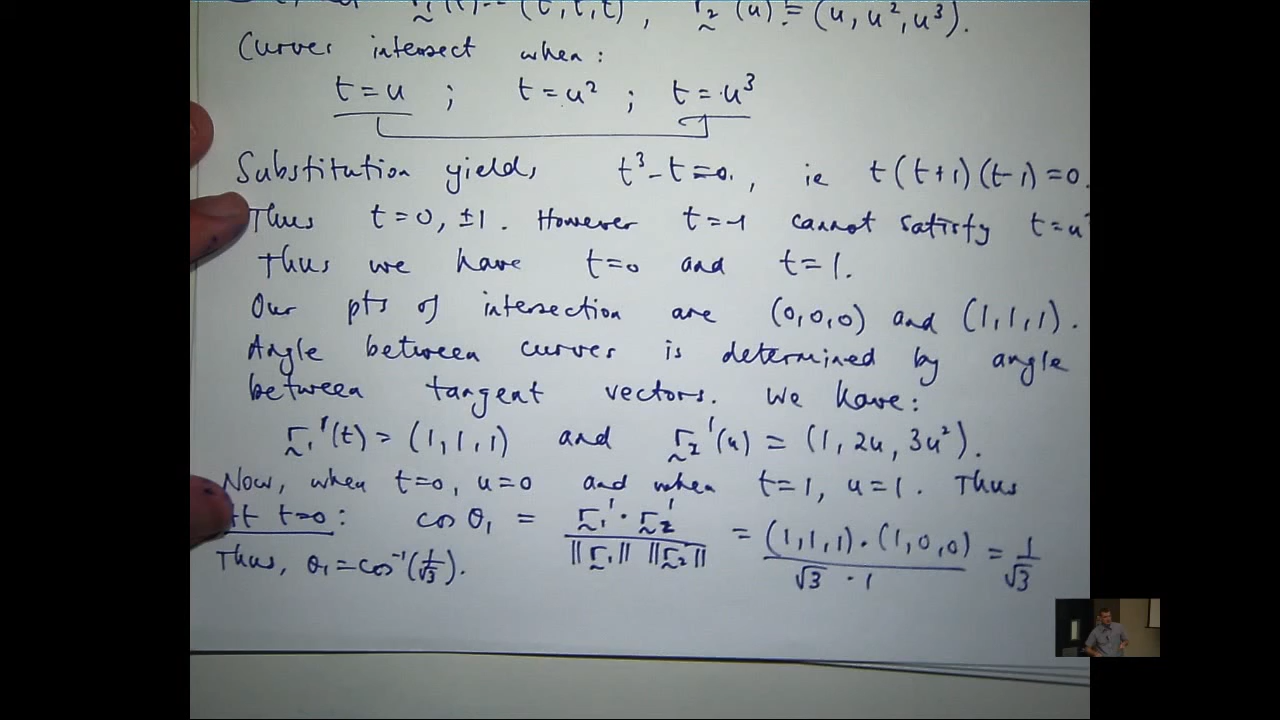 r₁(t) = (t, t, t), r₂(u) = (u, u², u³).
Curves intersect when:
t = u ; t = u² ; t = u³
Substitution yields t³ - t = 0, ie t(t+1)(t-1) = 0.
Thus t = 0, ±1. However t = -1 cannot satisfy t = u²
Thus we have t = 0 and t = 1.
Our pts of intersection are (0,0,0) and (1,1,1).
Angle between curves is determined by angle
between tangent vectors. We have:
r₁'(t) = (1,1,1) and r₂'(u) = (1, 2u, 3u²).
Now, when t=0, u=0 and when t=1, u=1. Thus
At t=0: cos θ₁ = r₁' · r₂' / ||r₁|| ||r₂|| = (1,1,1)·(1,0,0) / √3 · 1 = 1/√3
Thus, θ₁ = cos⁻¹(1/√3).